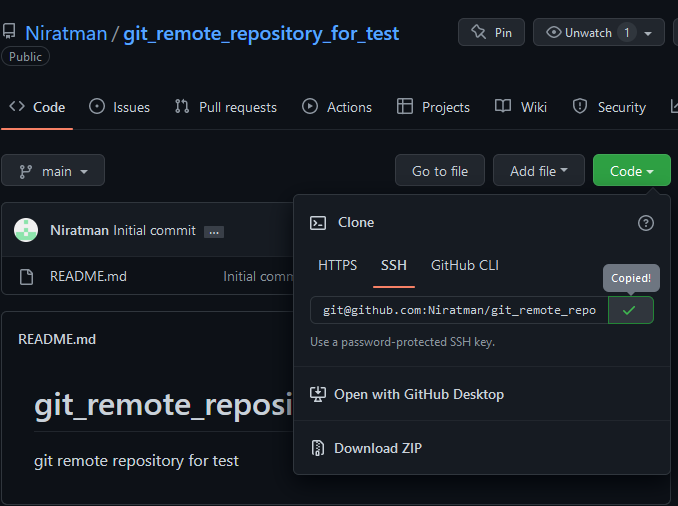 Niratman / git_remote_repository_for_test
Pin
Unwatch 1
Public
Code
Issues
Pull requests
Actions
Projects
Wiki
Security
main
Go to file
Add file
Code
Niratman Initial commit ...
README.md Initial comm
Clone
HTTPS SSH GitHub CLI
Copied!
git@github.com:Niratman/git_remote_repo
Use a password-protected SSH key.
Open with GitHub Desktop
Download ZIP
README.md
git_remote_reposi
git remote repository for test